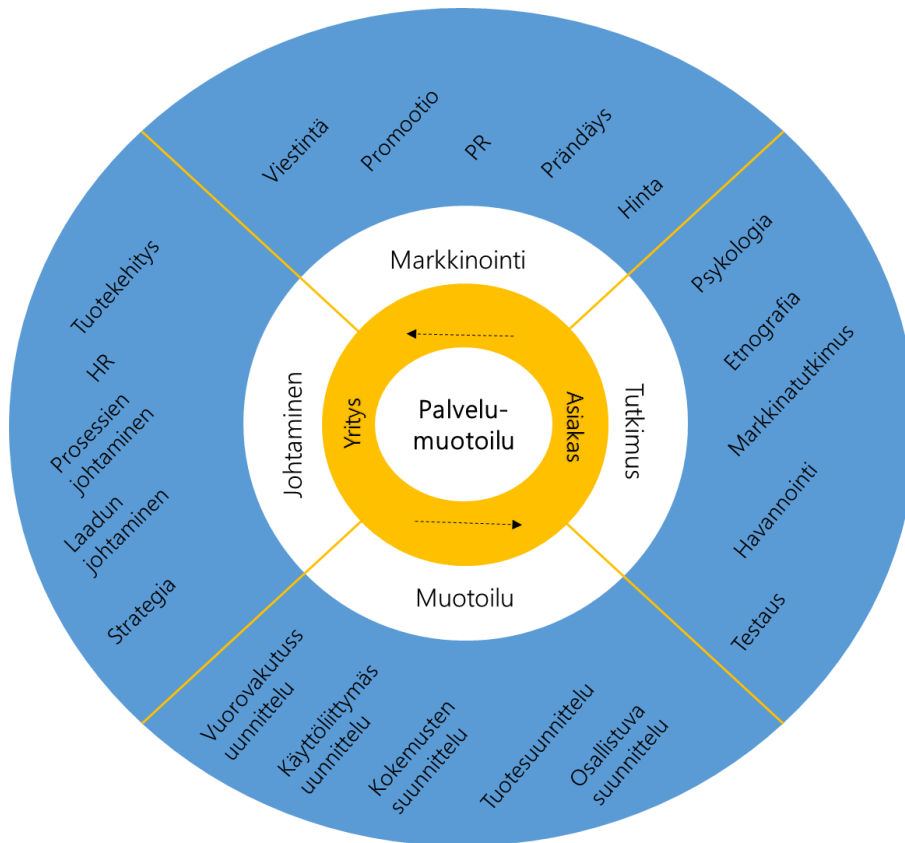 Viestintä
Promootio
PR
Prändäys
Hinta
Psykologia
Etnografia
Markkinatutkimus
Havannointi
Testaus
Tuotekehitys
HR
Prosessien
johtaminen
Laadun
johtaminen
Strategia
Vuorovakutuss
uunnittelu
Käyttöliittymäs
uunnittelu
Kokemusten
suunnittelu
Tuotesuunnittelu
Osallistuva
suunnittelu
Markkinointi
Johtaminen
Tutkimus
Muotoilu
Yritys
Asiakas
Palvelu-
muotoilu